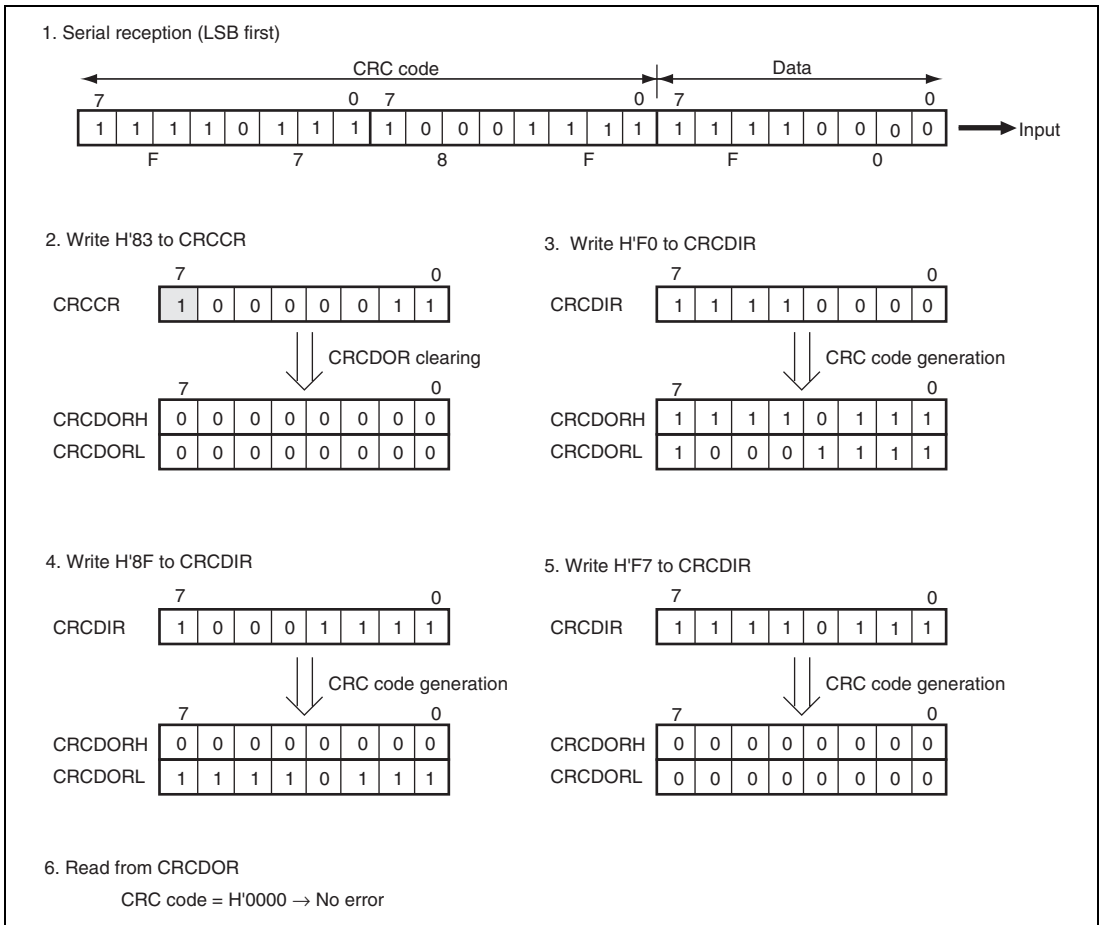 1. Serial reception (LSB first)
CRC code Data
7 0 7 0 7 0
1 1 1 1 0 1 1 1 1 0 0 0 1 1 1 1 1 1 1 1 0 0 0 0 Input
F 7 8 F F 0
2. Write H'83 to CRCCR
7 0
CRCCR 1 0 0 0 0 0 1 1
CRCDOR clearing
7 0
CRCDORH 0 0 0 0 0 0 0 0
CRCDORL 0 0 0 0 0 0 0 0
3. Write H'F0 to CRCDIR
7 0
CRCDIR 1 1 1 1 0 0 0 0
CRC code generation
7 0
CRCDORH 1 1 1 1 0 1 1 1
CRCDORL 1 0 0 0 1 1 1 1
4. Write H'8F to CRCDIR
7 0
CRCDIR 1 0 0 0 1 1 1 1
CRC code generation
7 0
CRCDORH 0 0 0 0 0 0 0 0
CRCDORL 1 1 1 1 0 1 1 1
5. Write H'F7 to CRCDIR
7 0
CRCDIR 1 1 1 1 0 1 1 1
CRC code generation
7 0
CRCDORH 0 0 0 0 0 0 0 0
CRCDORL 0 0 0 0 0 0 0 0
6. Read from CRCDOR
CRC code = H'0000 → No error